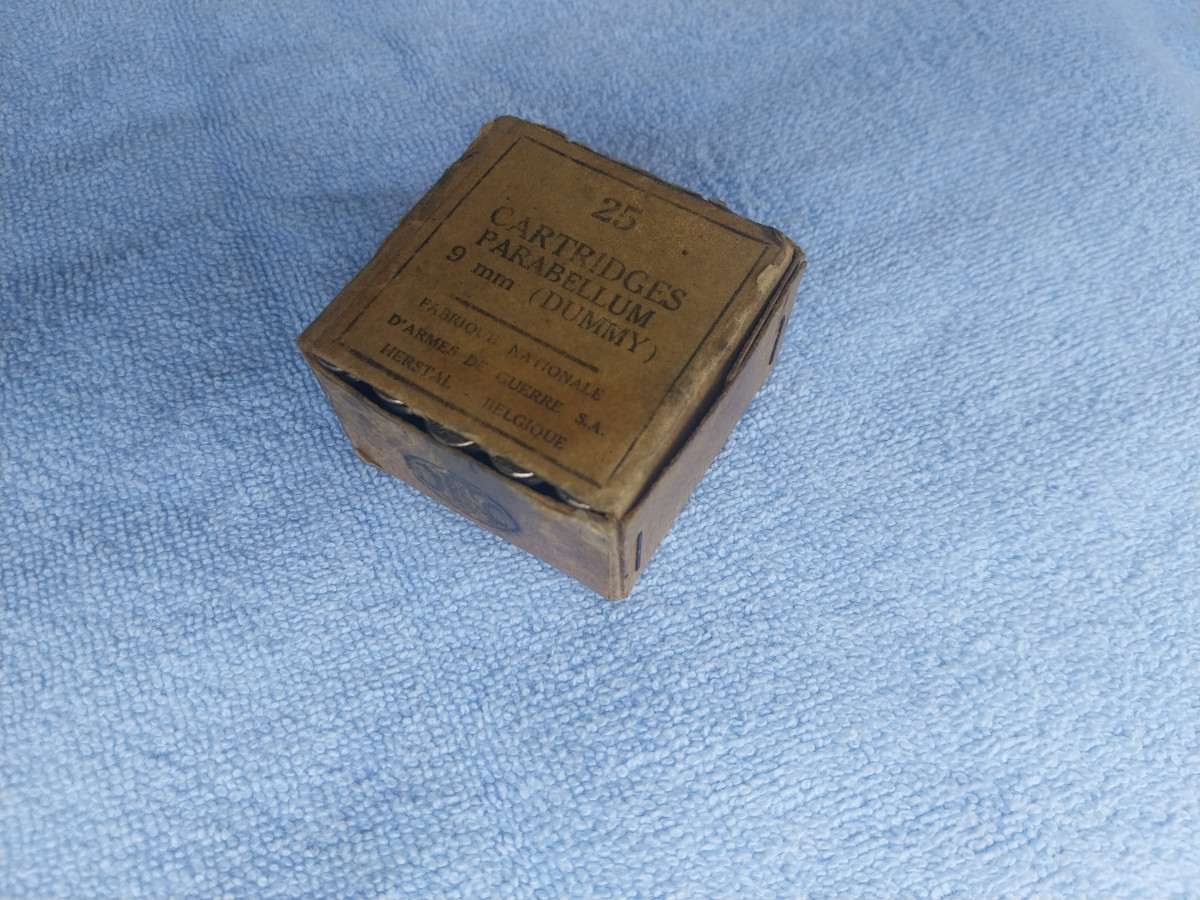 25
CARTRIDGES
PARABELLUM
9 mm (DUMMY)
FABRIQUE NATIONALE
D'ARMES DE GUERRE S.A.
HERSTAL BELGIQUE